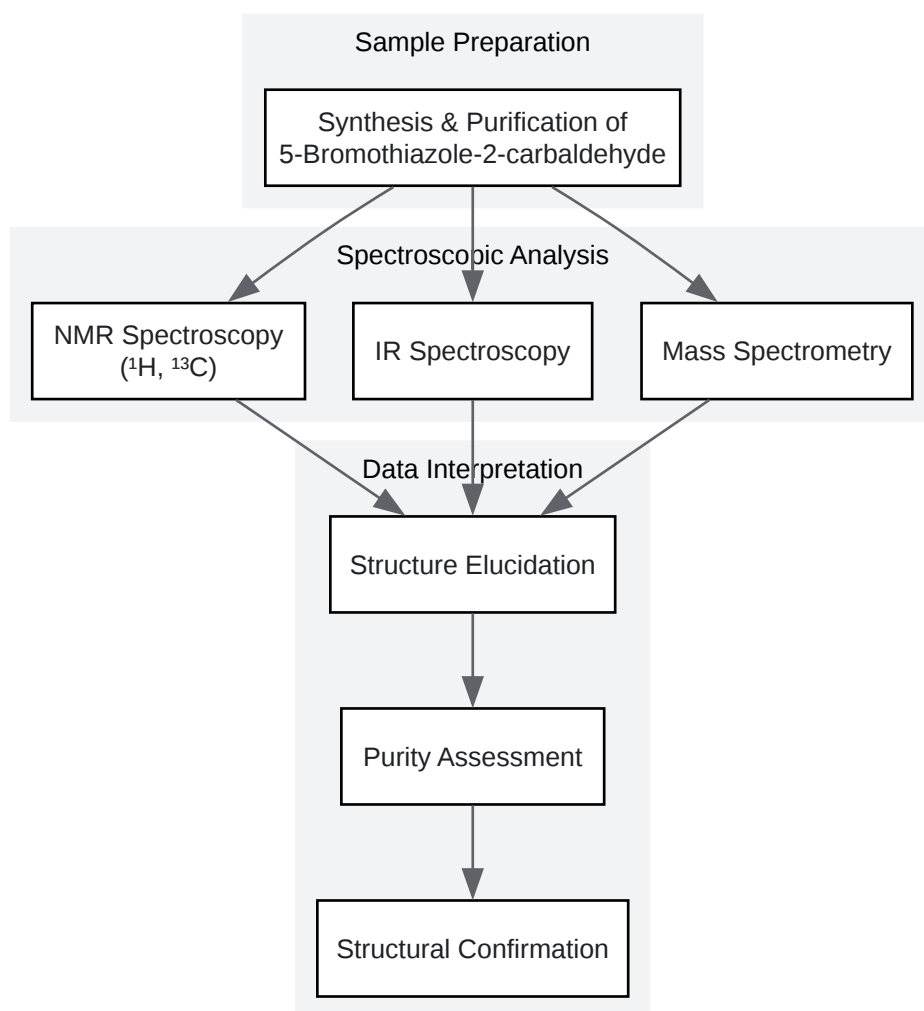 Sample Preparation
Synthesis & Purification of
5-Bromothiazole-2-carbaldehyde
Spectroscopic Analysis
NMR Spectroscopy
(¹H, ¹³C)
IR Spectroscopy
Mass Spectrometry
Data Interpretation
Structure Elucidation
Purity Assessment
Structural Confirmation